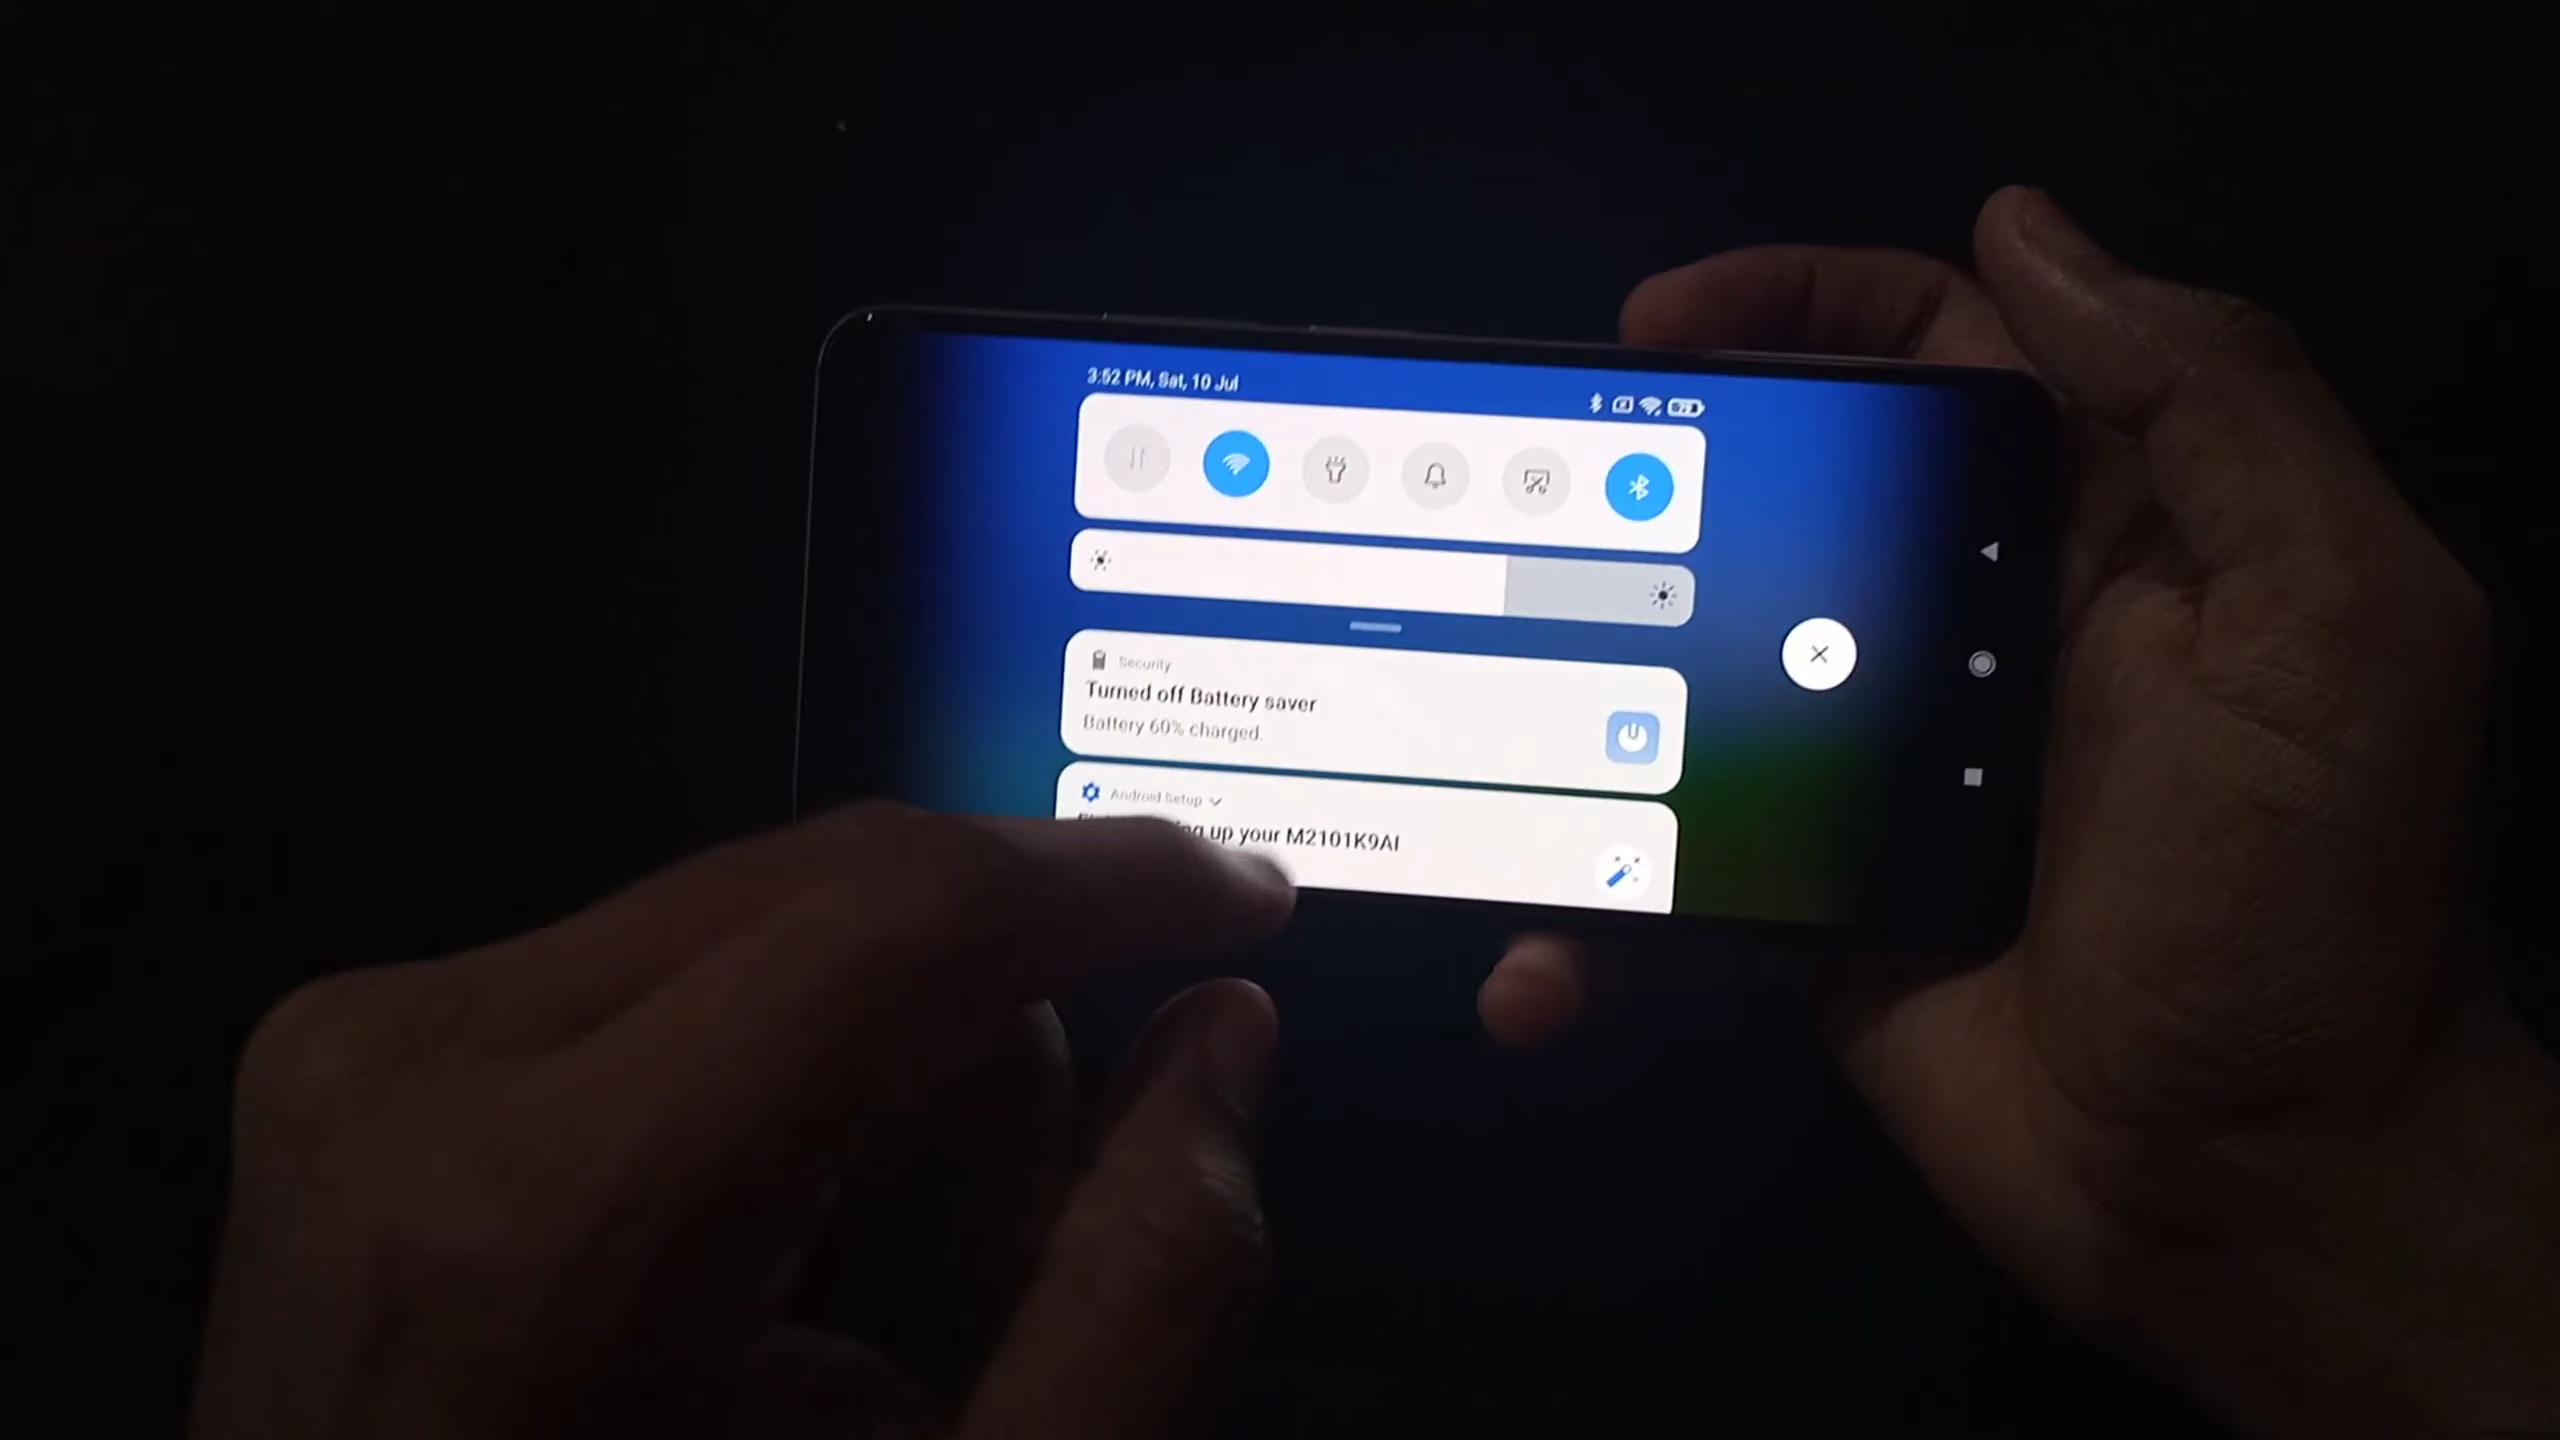 3:52 PM, Sat, 10 Jul
Security
Turned off Battery saver
Battery 60% charged.
Android Setup
up your M2101K9AI